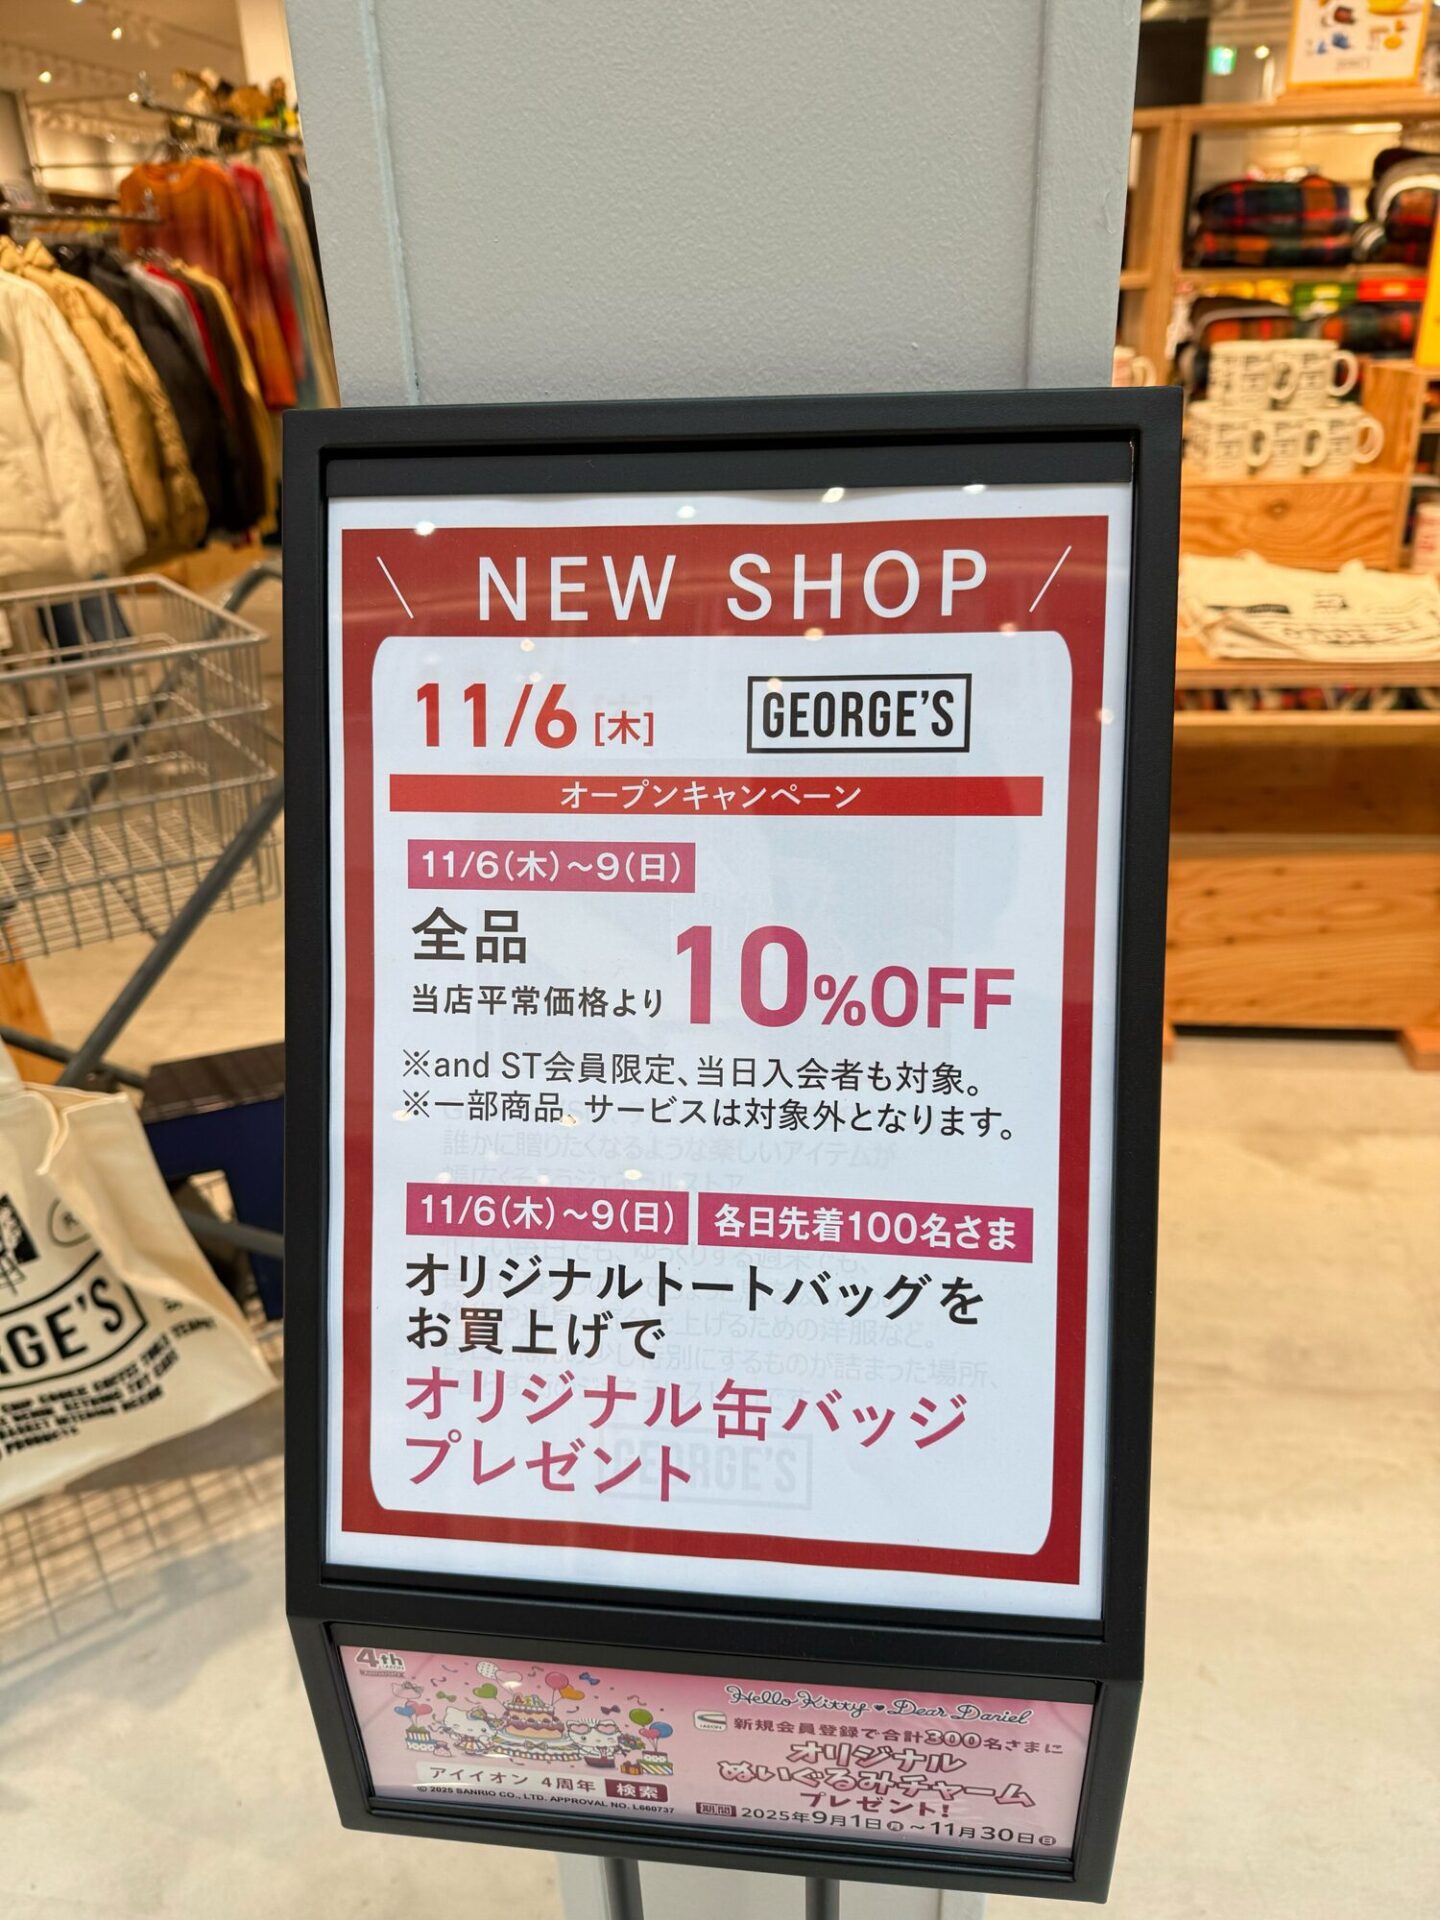 NEW SHOP
11/6 [木]
GEORGE'S
オープンキャンペーン
11/6(木)〜9(日)
全品
当店平常価格より
10%OFF
※and ST会員限定、当日入会者も対象。
※一部商品、サービスは対象外となります。
11/6(木)〜9(日)
各日先着100名さま
オリジナルトートバッグを
お買上げで
オリジナル缶バッジ
プレゼント
4th
Hello Kitty ♥ Dear Daniel
新規会員登録で合計300名さまに
オリジナル
ぬいぐるみチャーム
プレゼント!
アイイオン 4周年 検索
© 2025 SANRIO CO., LTD. APPROVAL NO. L660737
期間 2025年9月1日(月)〜11月30日(日)